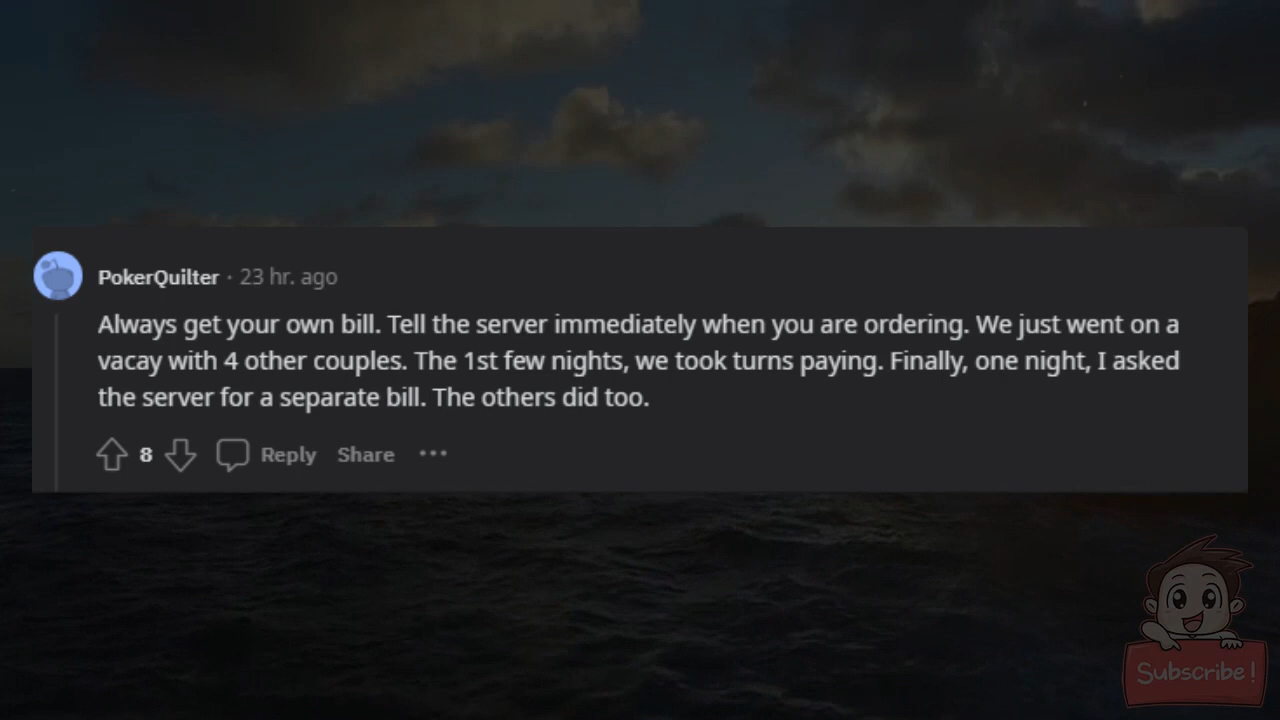 PokerQuilter · 23 hr. ago
Always get your own bill. Tell the server immediately when you are ordering. We just went on a
vacay with 4 other couples. The 1st few nights, we took turns paying. Finally, one night, I asked
the server for a separate bill. The others did too.
8 Reply Share ···
Subscribe!